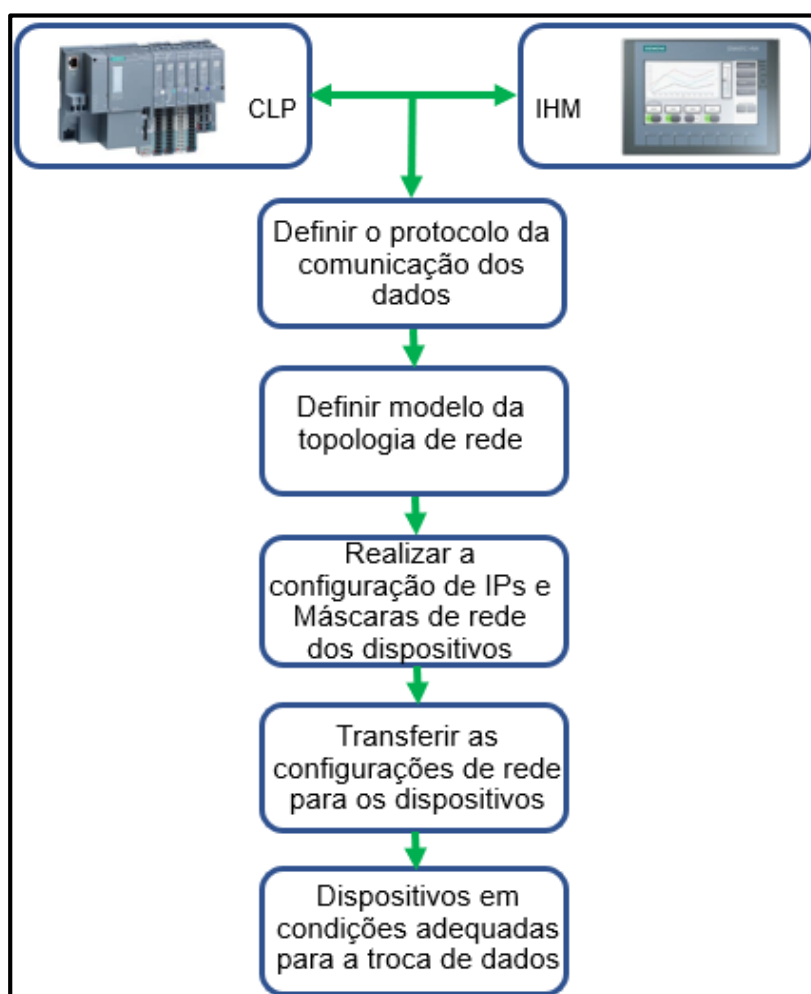 CLP
IHM
SIEMENS
Definir o protocolo da
comunicação dos
dados
Definir modelo da
topologia de rede
Realizar a
configuração de IPs e
Máscaras de rede
dos dispositivos
Transferir as
configurações de rede
para os dispositivos
Dispositivos em
condições adequadas
para a troca de dados